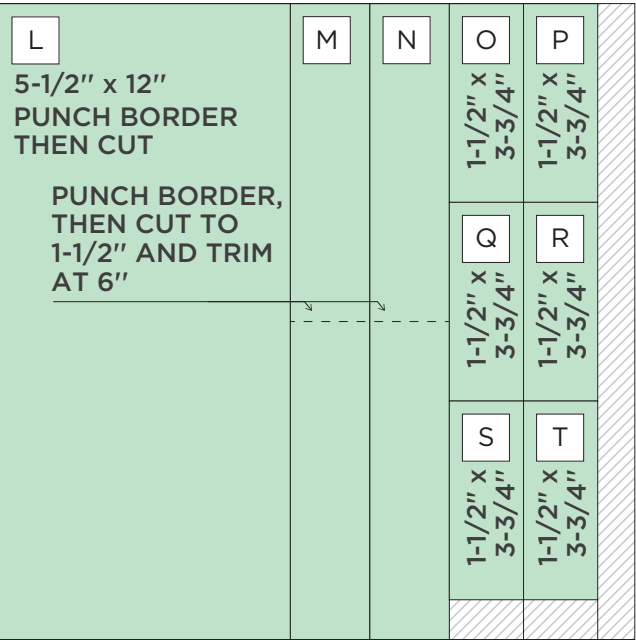 L
5-1/2" x 12"
PUNCH BORDER
THEN CUT
PUNCH BORDER,
THEN CUT TO
1-1/2" AND TRIM
AT 6"
M
N
O
1-1/2" x
3-3/4"
P
1-1/2" x
3-3/4"
Q
1-1/2" x
3-3/4"
R
1-1/2" x
3-3/4"
S
1-1/2" x
3-3/4"
T
1-1/2" x
3-3/4"